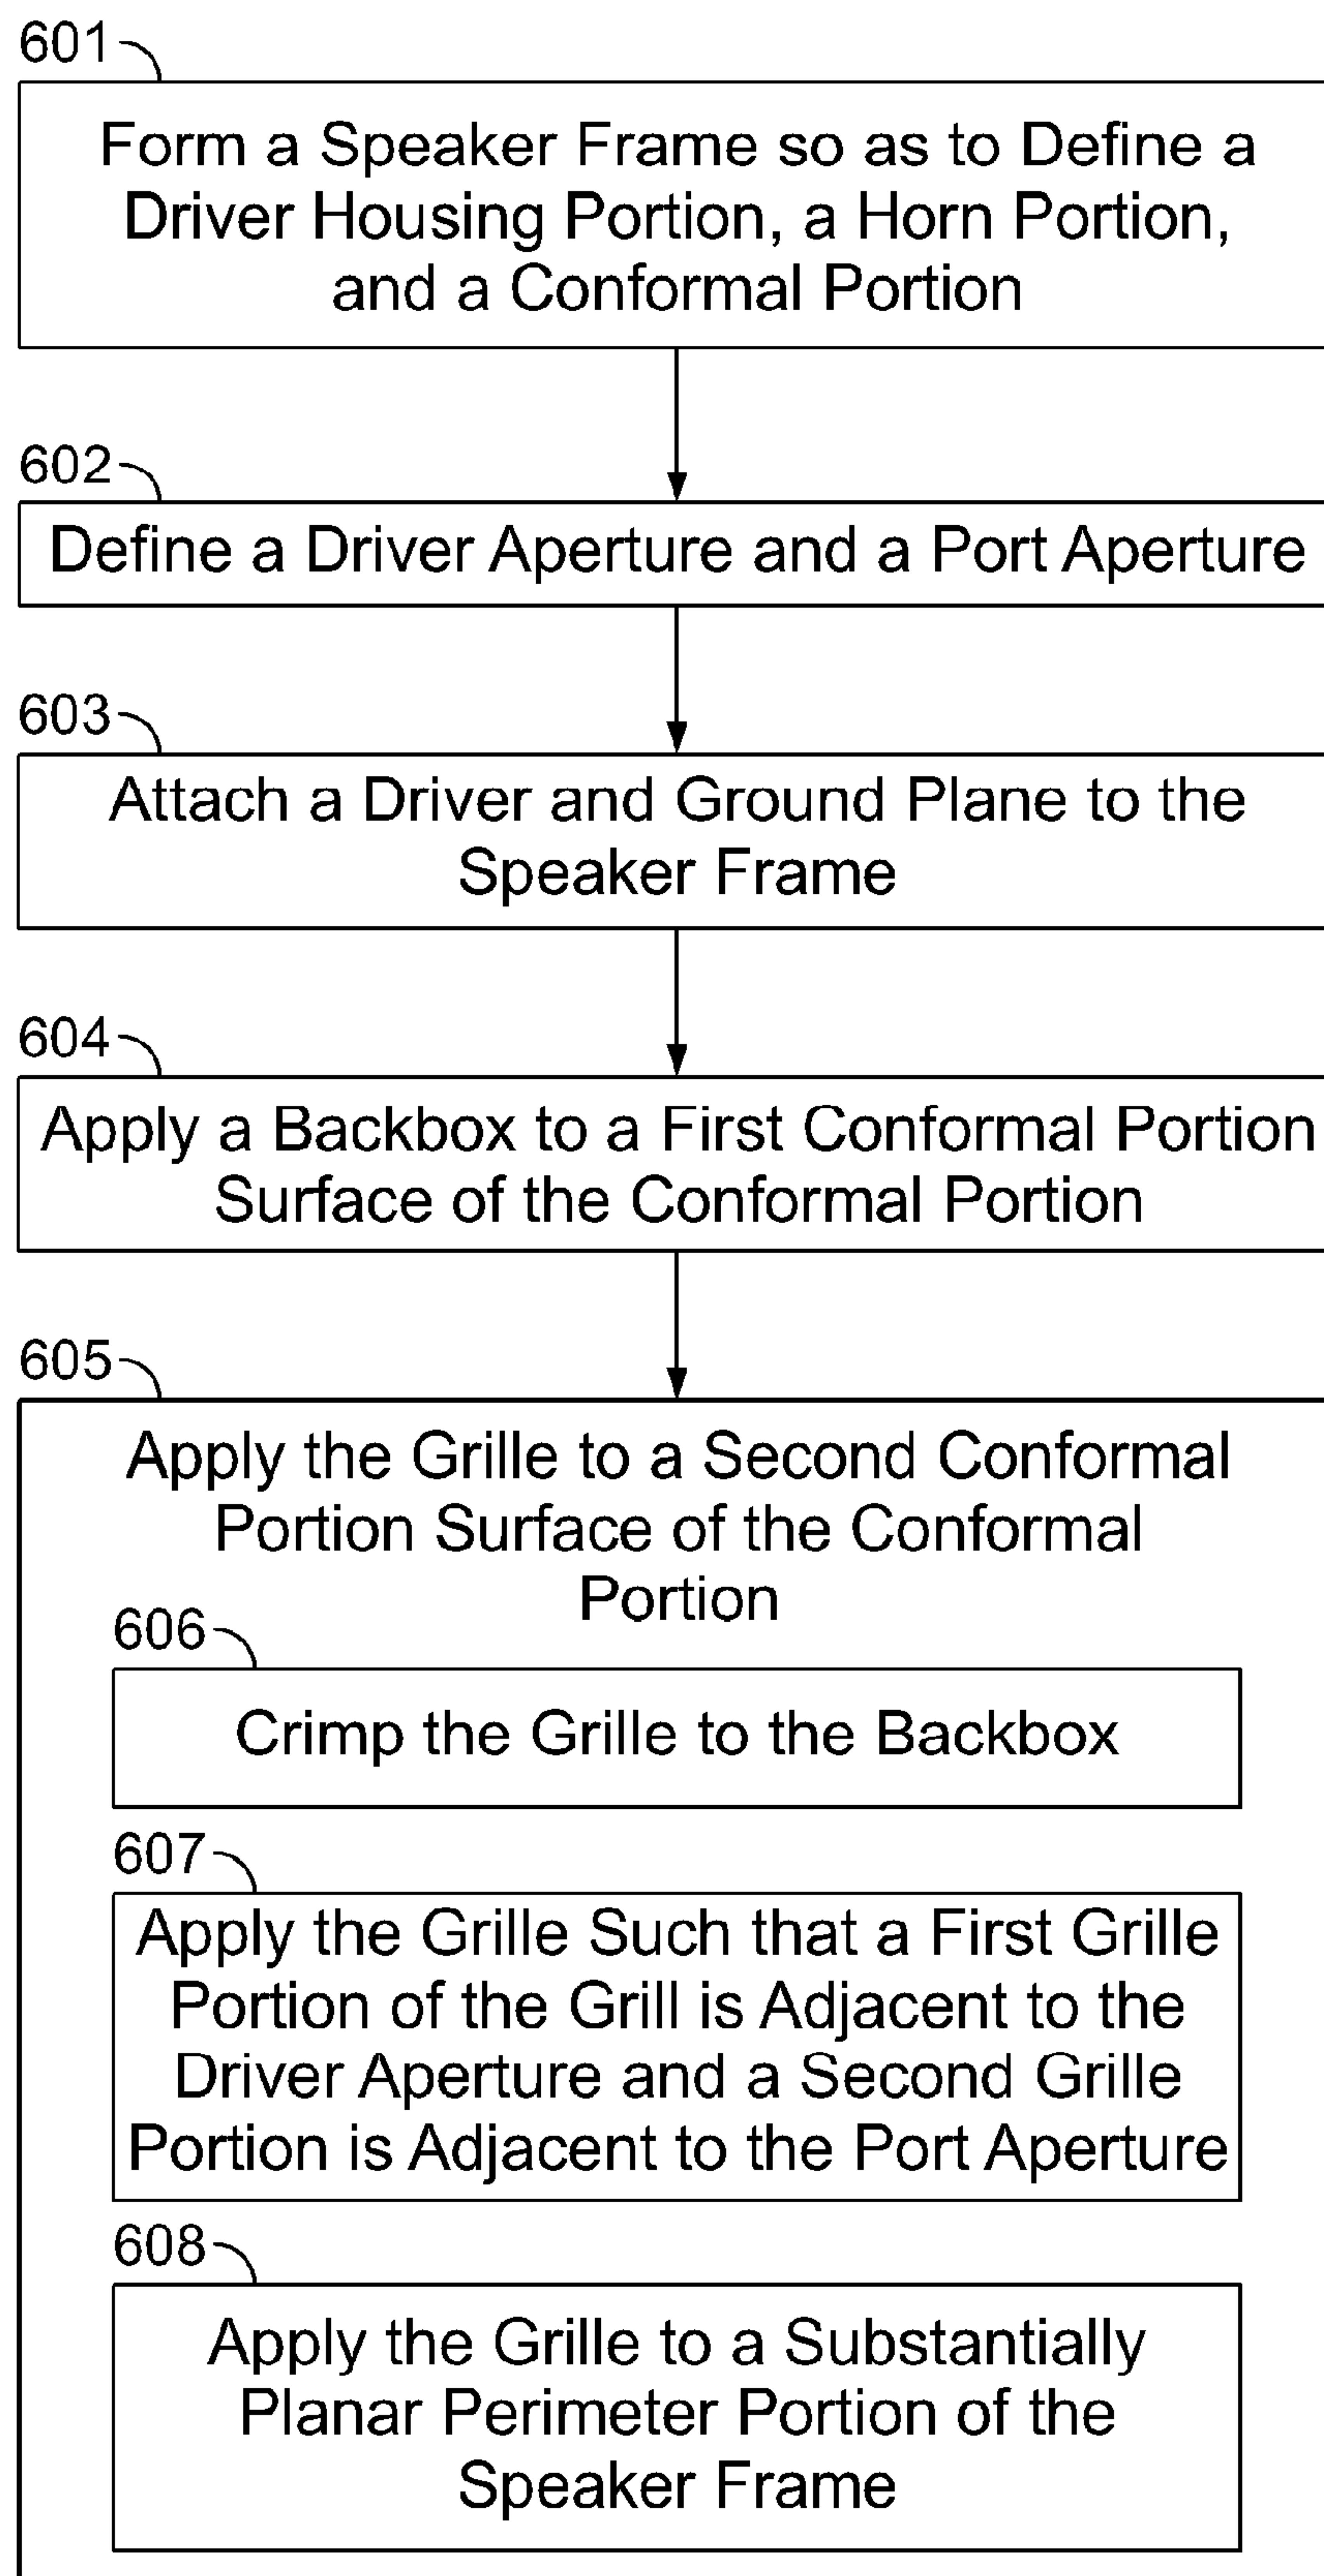 601
Form a Speaker Frame so as to Define a
Driver Housing Portion, a Horn Portion,
and a Conformal Portion
602
Define a Driver Aperture and a Port Aperture
603
Attach a Driver and Ground Plane to the
Speaker Frame
604
Apply a Backbox to a First Conformal Portion
Surface of the Conformal Portion
605
Apply the Grille to a Second Conformal
Portion Surface of the Conformal
Portion
606
Crimp the Grille to the Backbox
607
Apply the Grille Such that a First Grille
Portion of the Grill is Adjacent to the
Driver Aperture and a Second Grille
Portion is Adjacent to the Port Aperture
608
Apply the Grille to a Substantially
Planar Perimeter Portion of the
Speaker Frame